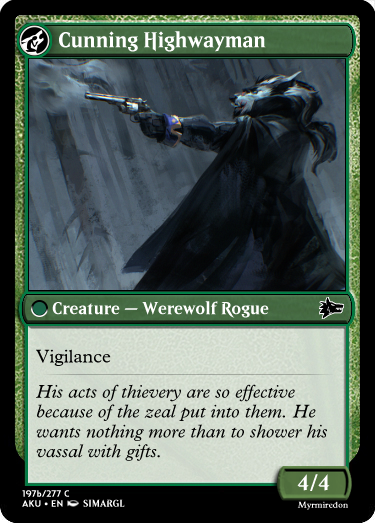 Cunning Highwayman
Creature — Werewolf Rogue
Vigilance
His acts of thievery are so effective
because of the zeal put into them. He
wants nothing more than to shower his
vassal with gifts.
4/4
197b/277 C
AKU • EN SIMARGL
Myrmiredon